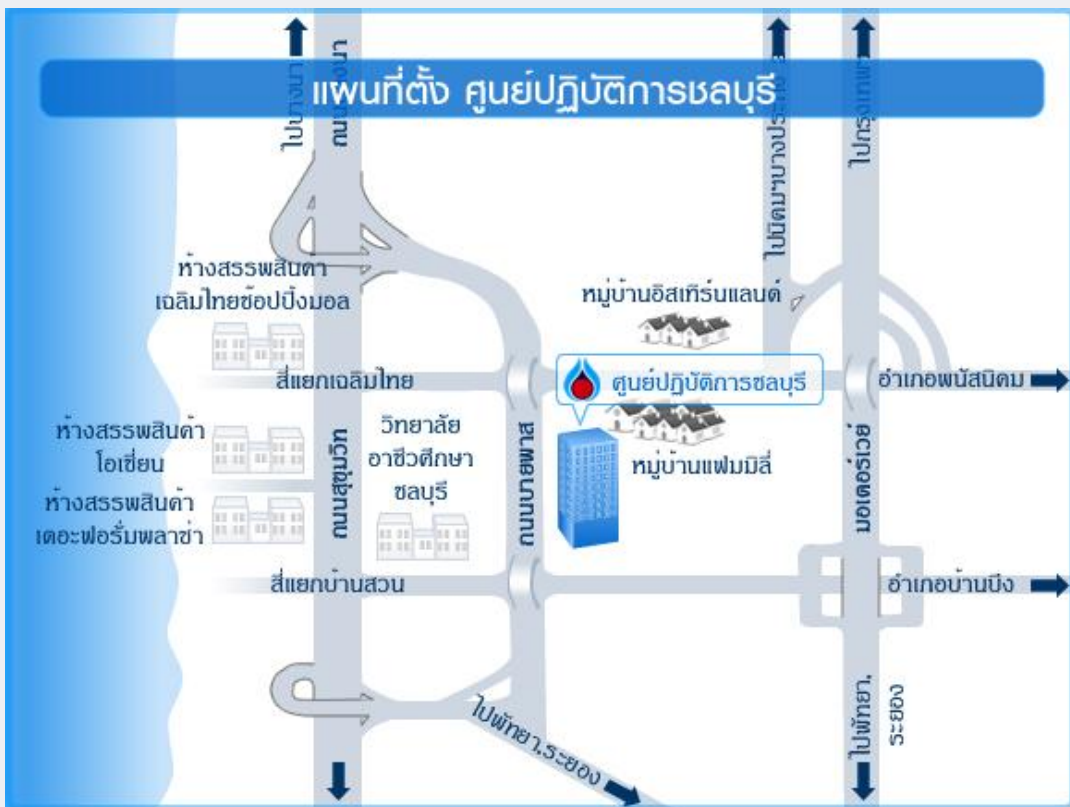 แผนที่ตั้ง ศูนย์ปฏิบัติการชลบุรี
ไปบางนา
ไปกรุงเทพฯ
ห้างสรรพสินค้า
เฉลิมไทยช้อปปิ้งมอล
หมู่บ้านอิสเทิร์นแลนด์
สี่แยกเฉลิมไทย
ศูนย์ปฏิบัติการชลบุรี
อำเภอพนัสนิคม
ห้างสรรพสินค้า
โอเชี่ยน
วิทยาลัย
อาชีวศึกษา
ชลบุรี
หมู่บ้านแฟมมิลี่
ห้างสรรพสินค้า
เดอะฟอรั่มพลาซ่า
ถนนสุขุมวิท
ถนนบายพาส
มอเตอร์เวย์
สี่แยกบ้านสวน
อำเภอบ้านบึง
ไปพัทยา,ระยอง
ไปพัทยา,
ระยอง